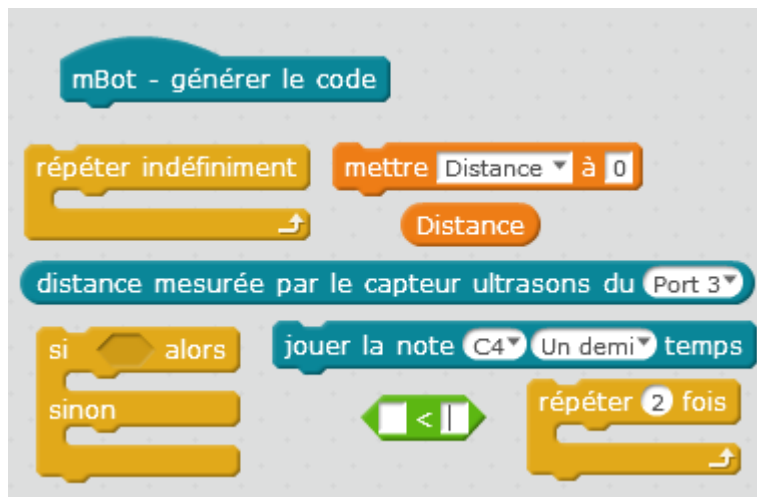 mBot - générer le code
répéter indéfiniment
mettre Distance à 0
Distance
distance mesurée par le capteur ultrasons du Port 3
si alors
sinon
jouer la note C4 Un demi temps
<
répéter 2 fois